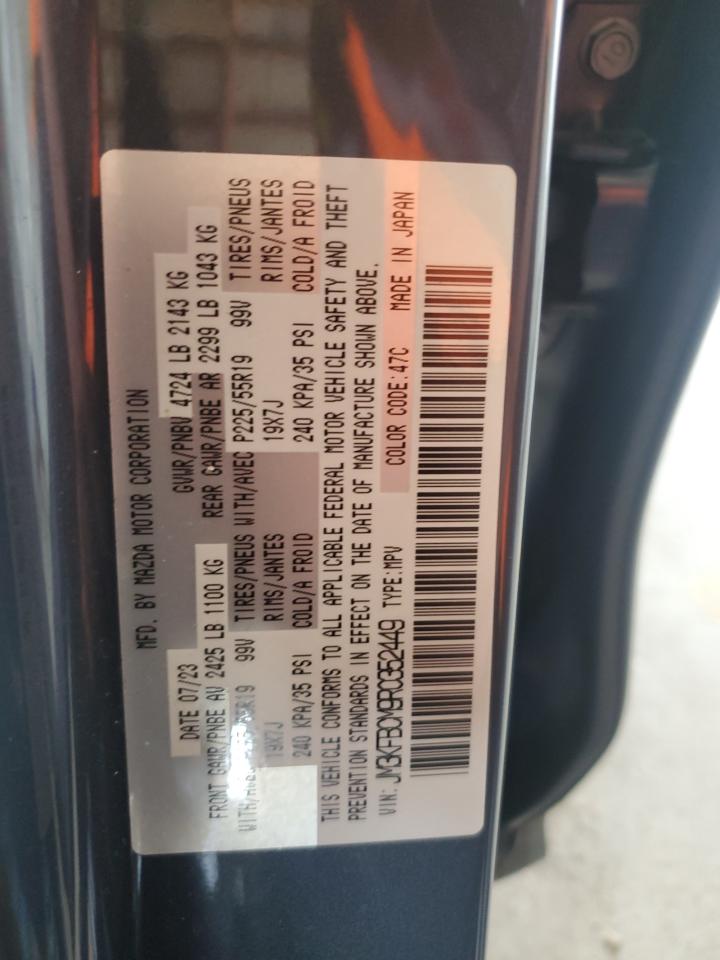 MFD. BY MAZDA MOTOR CORPORATION
DATE 07/23 GVWR/PNBV 4724 LB 2143 KG
FRONT GAWR/PNBE AV 2425 LB 1100 KG REAR GAWR/PNBE AR 2299 LB 1043 KG
WITH/AVEC 99V TIRES/PNEUS WITH/AVEC P225/55R19 99V TIRES/PNEUS
19X7J RIMS/JANTES 19X7J RIMS/JANTES
240 KPA/35 PSI COLD/A FROID 240 KPA/35 PSI COLD/A FROID
THIS VEHICLE CONFORMS TO ALL APPLICABLE FEDERAL MOTOR VEHICLE SAFETY AND THEFT
PREVENTION STANDARDS IN EFFECT ON THE DATE OF MANUFACTURE SHOWN ABOVE.
VIN: JM3KFBCM9R0352449 TYPE:MPV COLOR CODE:47C MADE IN JAPAN
10